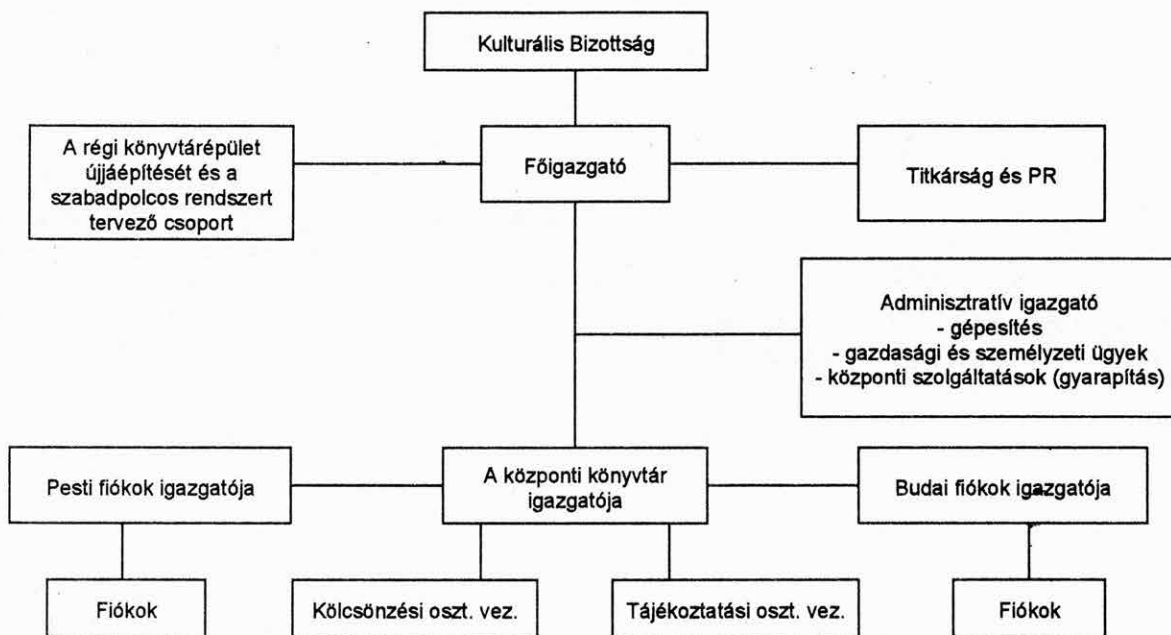 Kulturális Bizottság
A régi könyvtárépület
újjáépítését és a
szabadpolcos rendszert
tervező csoport
Főigazgató
Titkárság és PR
Adminisztratív igazgató
- gépesítés
- gazdasági és személyzeti ügyek
- központi szolgáltatások (gyarapítás)
Pesti fiókok igazgatója
A központi könyvtár
igazgatója
Budai fiókok igazgatója
Fiókok
Kölcsönzési oszt. vez.
Tájékoztatási oszt. vez.
Fiókok